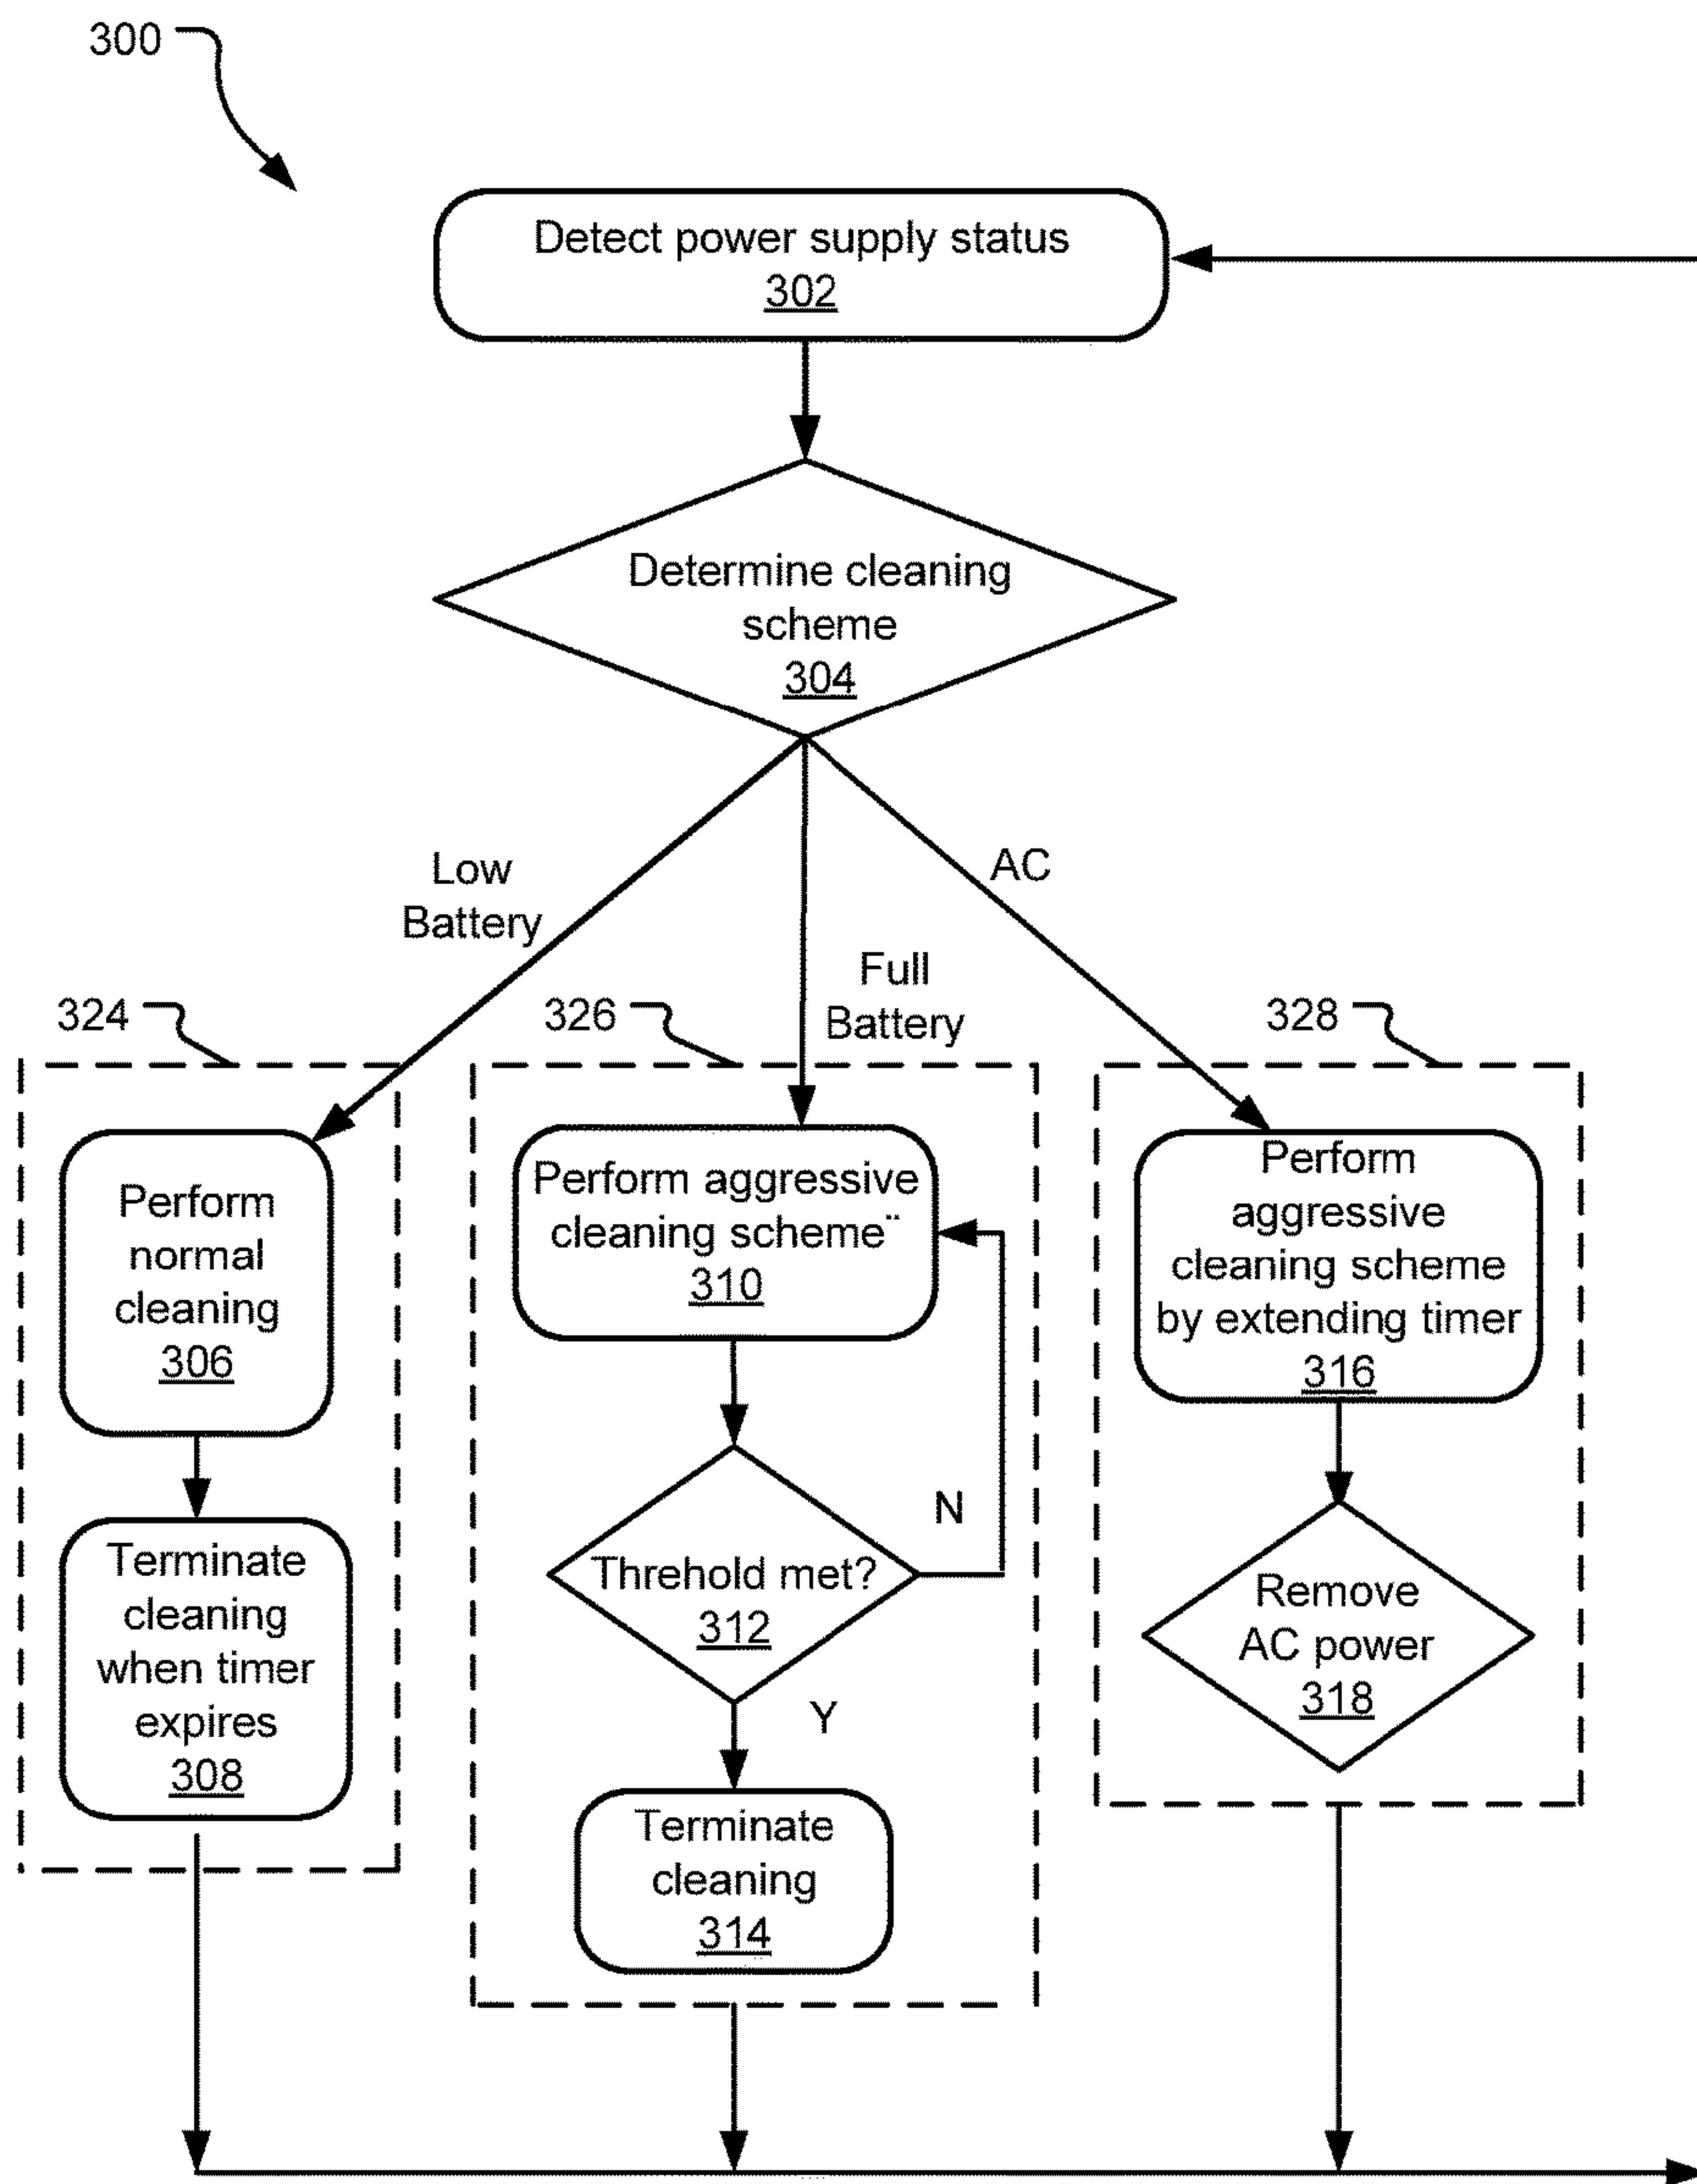 300
Detect power supply status
302
Determine cleaning
scheme
304
Low
Battery
Full
Battery
AC
324
326
328
Perform
normal
cleaning
306
Terminate
cleaning
when timer
expires
308
Perform aggressive
cleaning scheme¨
310
Threhold met?
312
N
Y
Terminate
cleaning
314
Perform
aggressive
cleaning scheme
by extending timer
316
Remove
AC power
318